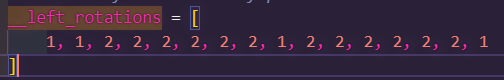 __left_rotations = [
    1, 1, 2, 2, 2, 2, 2, 2, 1, 2, 2, 2, 2, 2, 2, 1
]